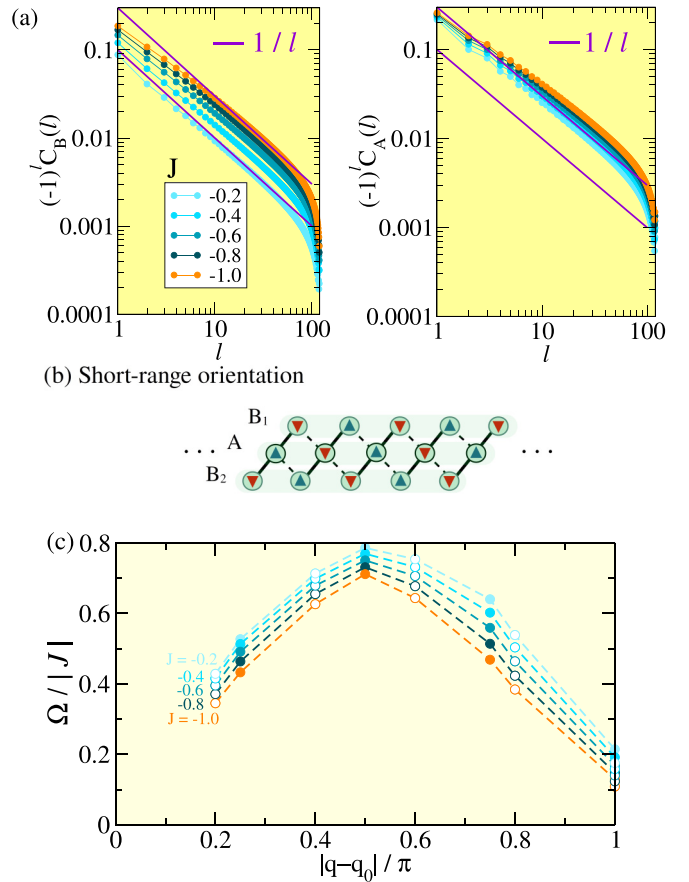 (a)
(-1)^l C_B(l)
0.1
0.01
0.001
0.0001
1
10
100
l
1 / l
J
-0.2
-0.4
-0.6
-0.8
-1.0
(-1)^l C_A(l)
0.1
0.01
0.001
0.0001
1
10
100
l
1 / l
(b) Short-range orientation
B₁
. . . A . . .
B₂
(c)
Ω / | J |
0.8
0.6
0.4
0.2
0
J = -0.2
-0.4
-0.6
-0.8
J = -1.0
0 0.2 0.4 0.6 0.8 1
|q–q₀| / π